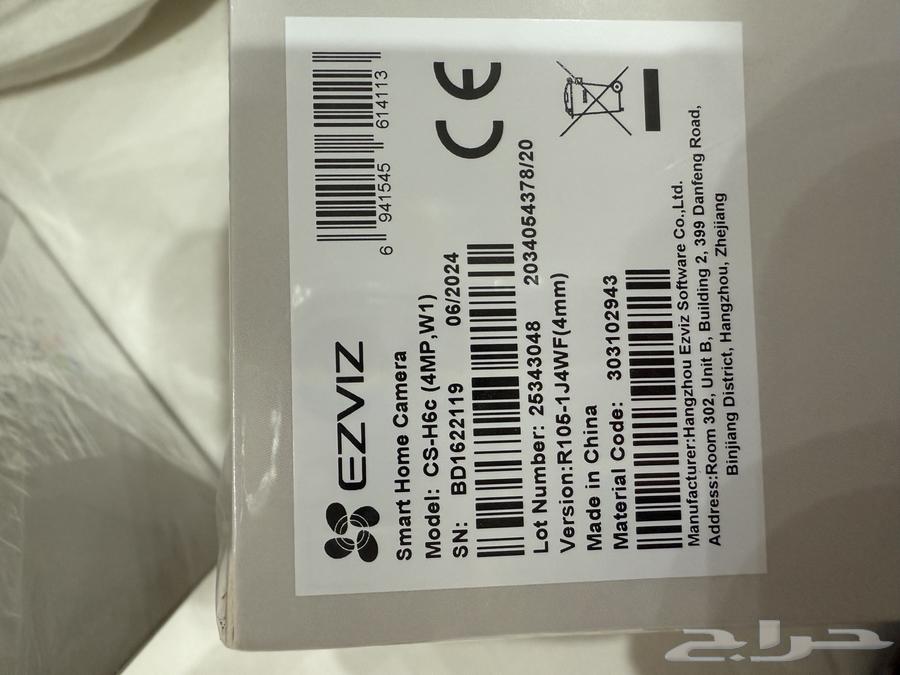 EZVIZ
6 941545 614113
Smart Home Camera
Model: CS-H6c (4MP,W1)
SN: BD1622119 06/2024
CE
Lot Number: 25343048 2034054378/20
Version:R105-1J4WF(4mm)
Made in China
Material Code: 303102943
Manufacturer:Hangzhou Ezviz Software Co.,Ltd.
Address:Room 302, Unit B, Building 2, 399 Danfeng Road,
Binjiang District, Hangzhou, Zhejiang
حراج